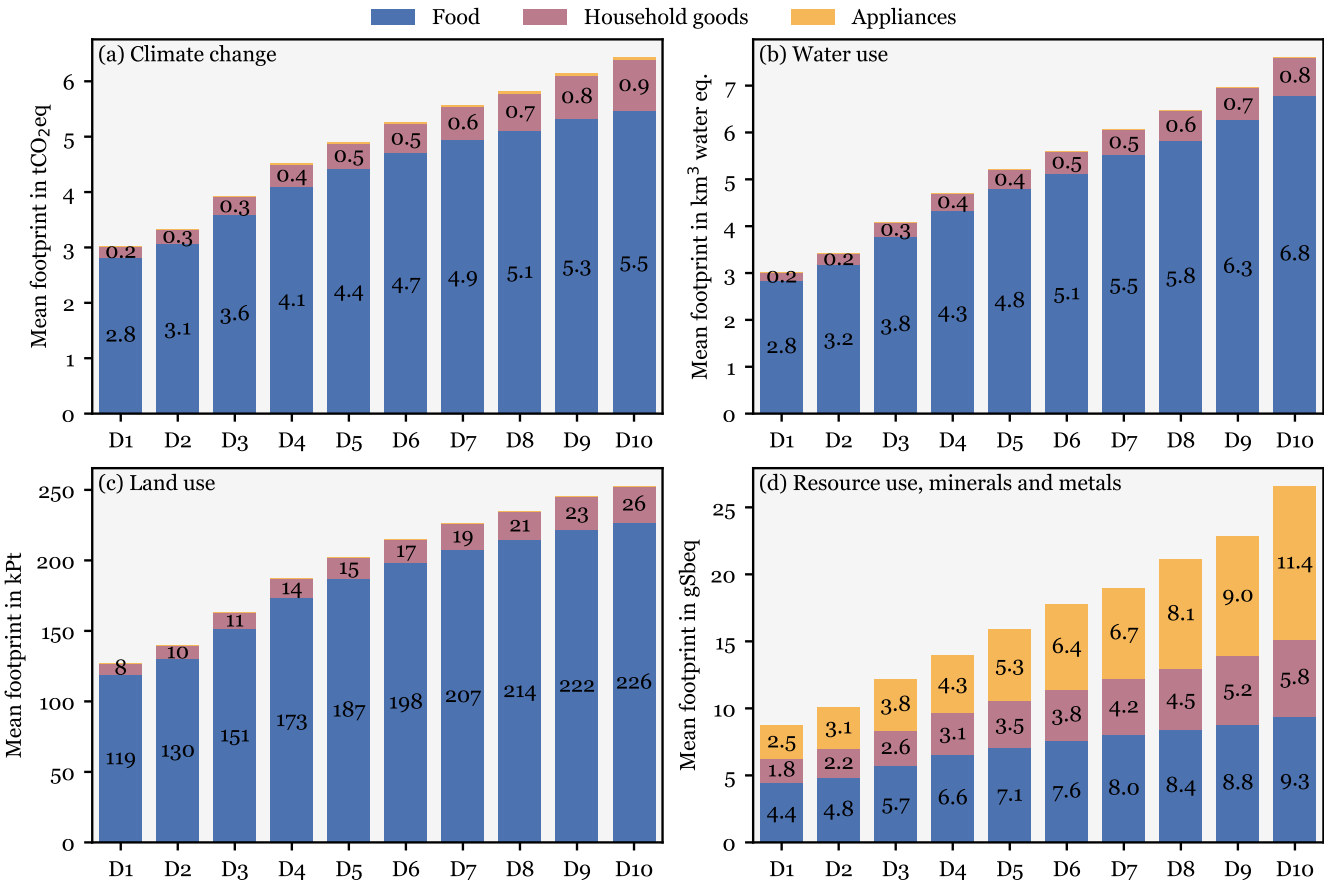 Food Household goods Appliances
(a) Climate change
Mean footprint in tCO₂eq
6
5
4
3
2
1
0
0.2 0.3 0.3 0.4 0.5 0.5 0.6 0.7 0.8 0.9
2.8 3.1 3.6 4.1 4.4 4.7 4.9 5.1 5.3 5.5
D1 D2 D3 D4 D5 D6 D7 D8 D9 D10
(b) Water use
Mean footprint in km³ water eq.
7
6
5
4
3
2
1
0
0.2 0.2 0.3 0.4 0.4 0.5 0.5 0.6 0.7 0.8
2.8 3.2 3.8 4.3 4.8 5.1 5.5 5.8 6.3 6.8
D1 D2 D3 D4 D5 D6 D7 D8 D9 D10
(c) Land use
Mean footprint in kPt
250
200
150
100
50
0
8 10 11 14 15 17 19 21 23 26
119 130 151 173 187 198 207 214 222 226
D1 D2 D3 D4 D5 D6 D7 D8 D9 D10
(d) Resource use, minerals and metals
Mean footprint in gSbeq
25
20
15
10
5
0
2.5 3.1 3.8 4.3 5.3 6.4 6.7 8.1 9.0 11.4
1.8 2.2 2.6 3.1 3.5 3.8 4.2 4.5 5.2 5.8
4.4 4.8 5.7 6.6 7.1 7.6 8.0 8.4 8.8 9.3
D1 D2 D3 D4 D5 D6 D7 D8 D9 D10